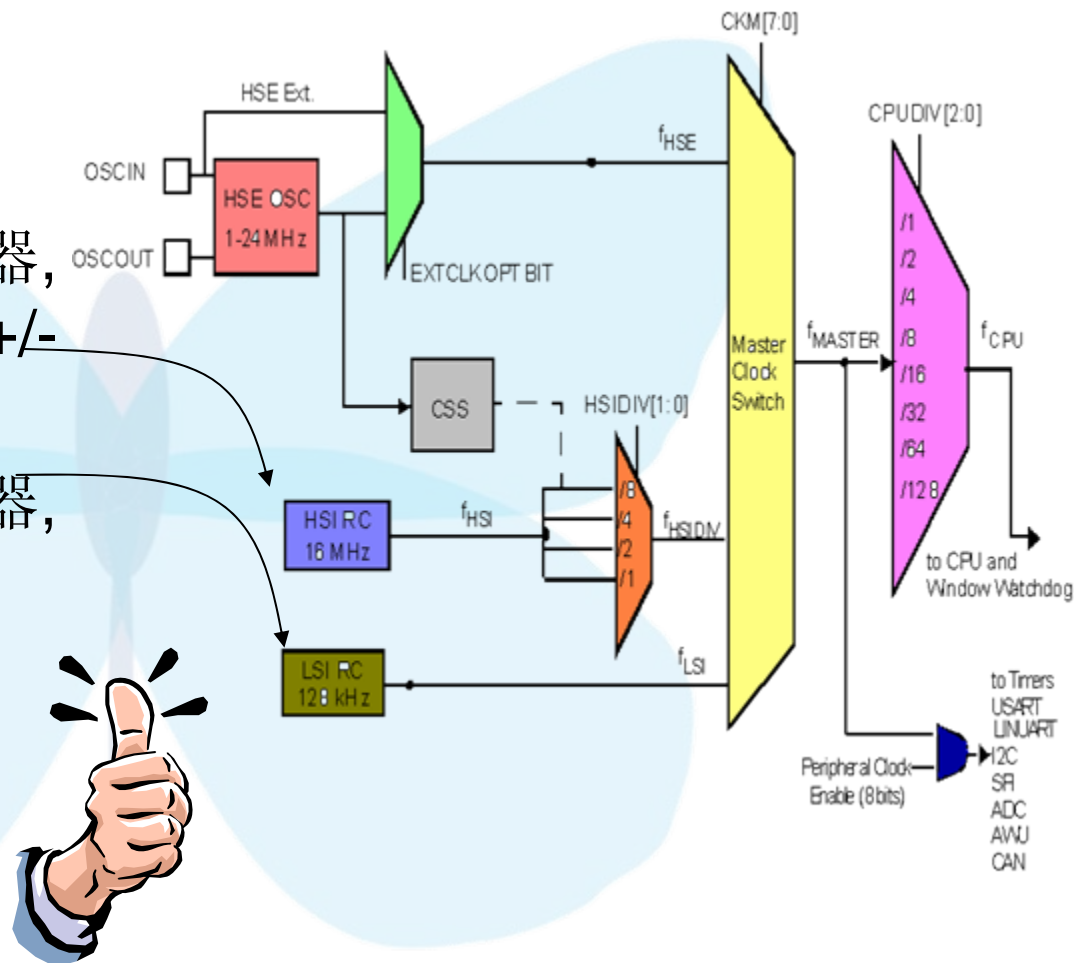 CKM[7:0]
HSE Ext.
CPUDIV[2:0]
fHSE
OSCIN
HSE OSC
1-24MHz
器,
OSCOUT
EXTCLK OPT BIT
+/-
fMASTER
fCPU
/1
/2
/4
/8
/16
/32
/64
/128
Master
Clock
Switch
CSS
HSIDIV[1:0]
器,
HSI RC
16 MHz
fHSI
/8
/4
/2
/1
fHSIDIV
to CPU and
Window Watchdog
LSI RC
128 kHz
fLSI
to Timers
USART
LINUART
I2C
SPI
ADC
AWU
CAN
Peripheral Clock
Enable (8bits)